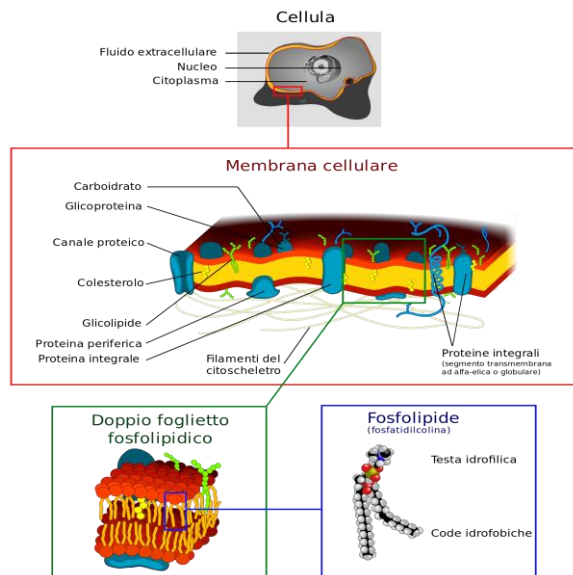 Cellula
Fluido extracellulare
Nucleo
Citoplasma
Membrana cellulare
Carboidrato
Glicoproteina
Canale proteico
Colesterolo
Glicolipide
Proteina periferica
Proteina integrale
Filamenti del
citoscheletro
Proteine integrali
(segmento transmembrana
ad alfa-elica o globulare)
Doppio foglietto
fosfolipidico
Fosfolipide
(fosfatidilcolina)
Testa idrofilica
Code idrofobiche